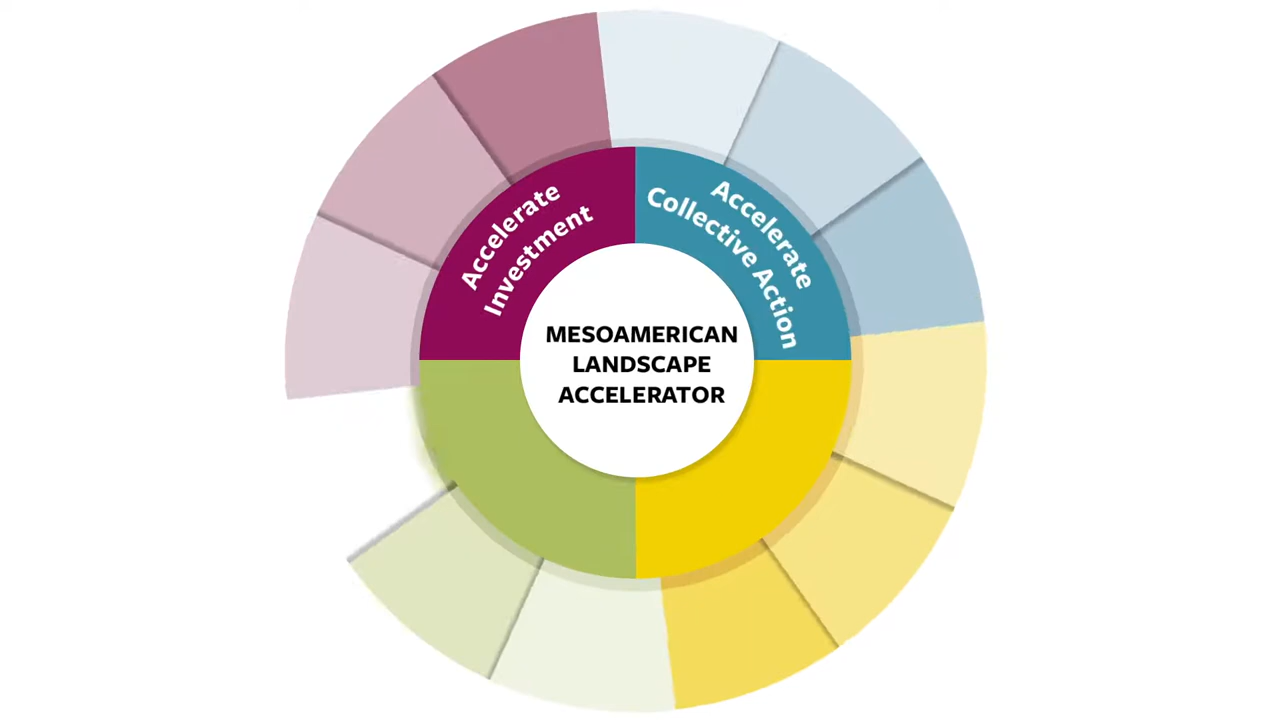 Accelerate
Investment
Accelerate
Collective Action
MESOAMERICAN
LANDSCAPE
ACCELERATOR